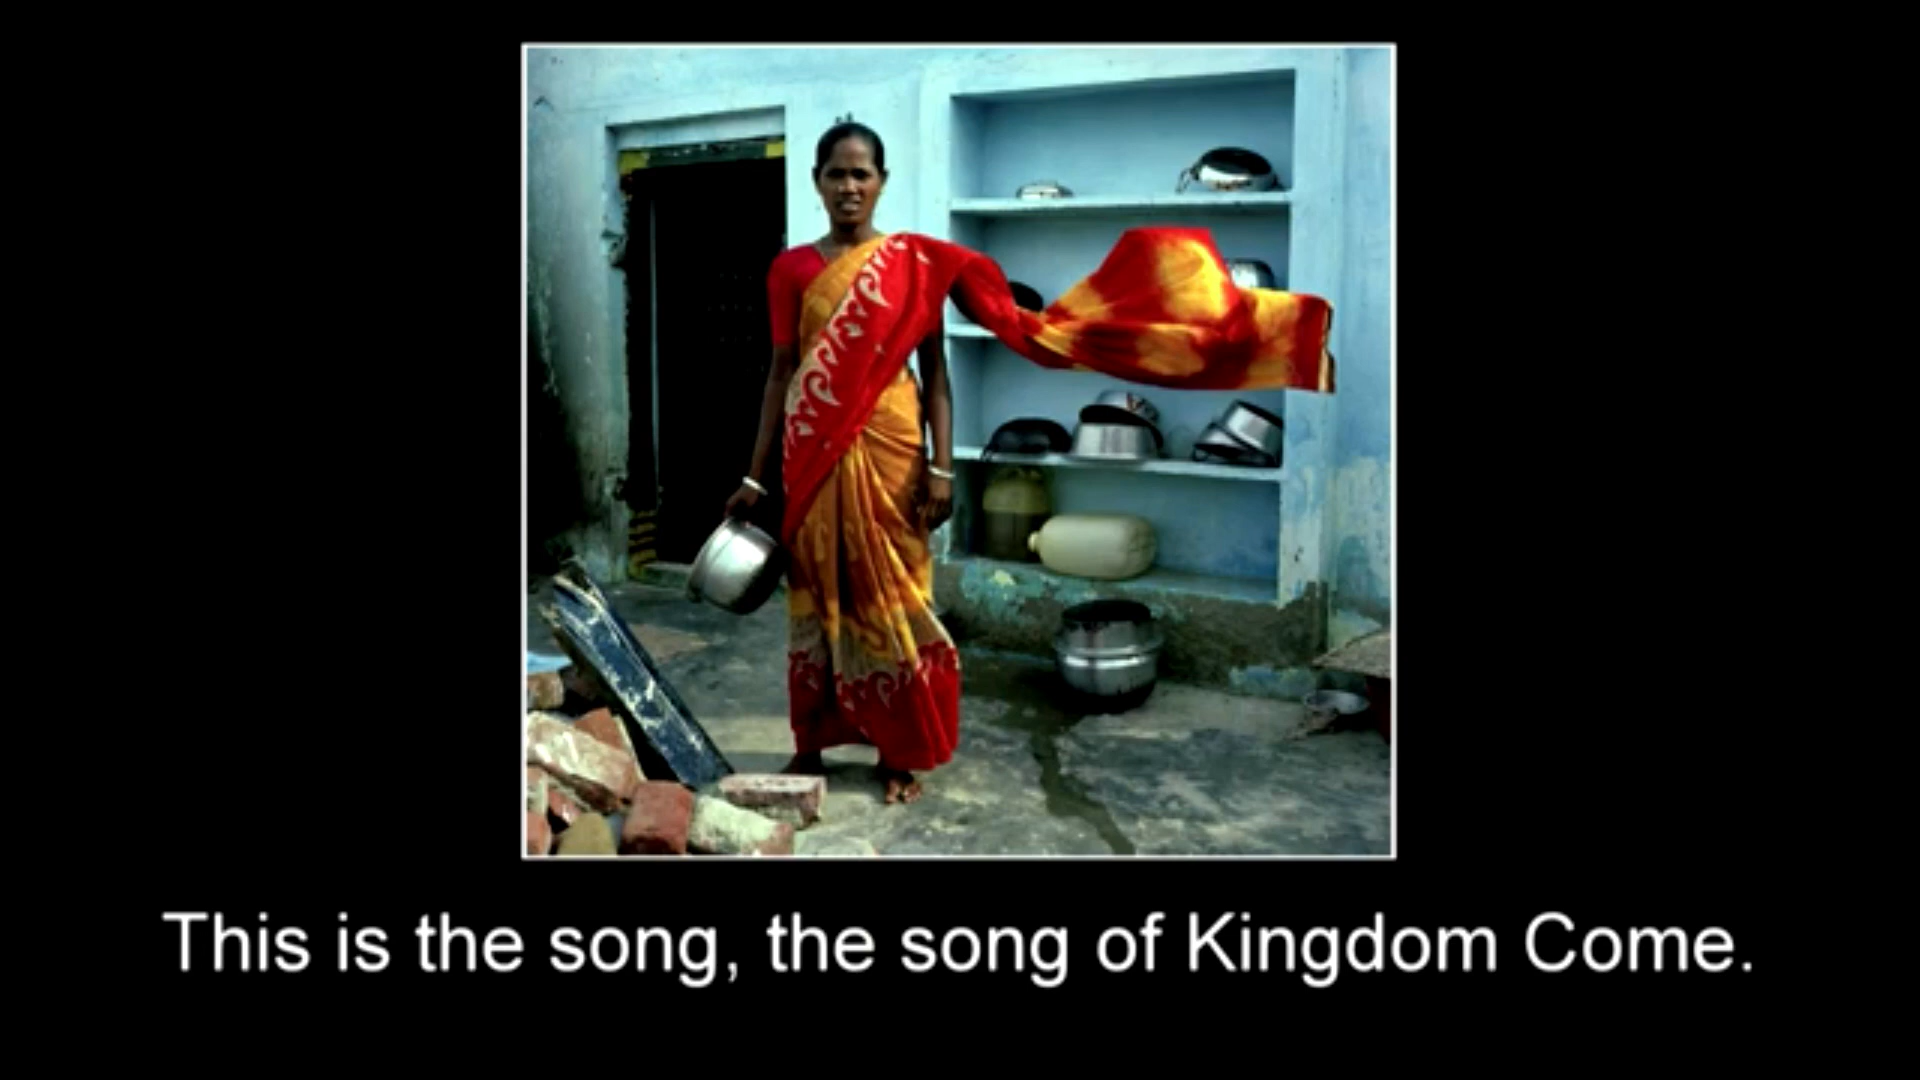 This is the song, the song of Kingdom Come.